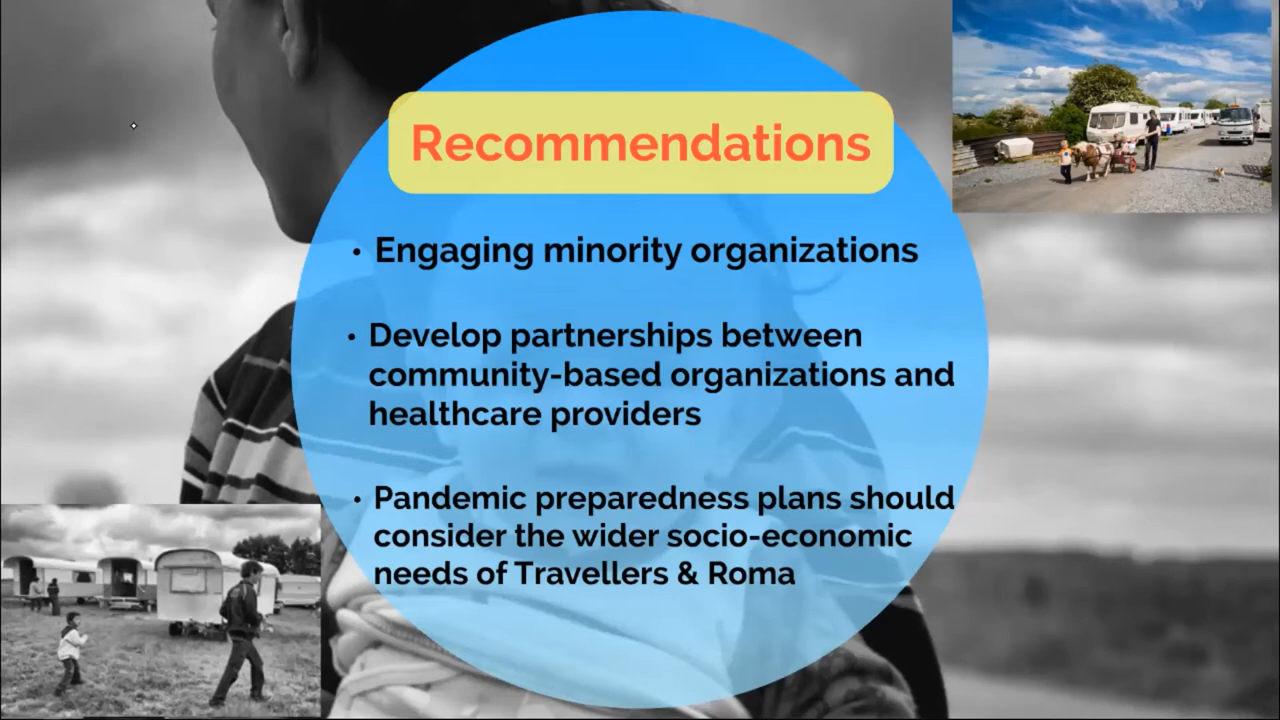 Recommendations
• Engaging minority organizations
• Develop partnerships between
community-based organizations and
healthcare providers
• Pandemic preparedness plans should
consider the wider socio-economic
needs of Travellers & Roma